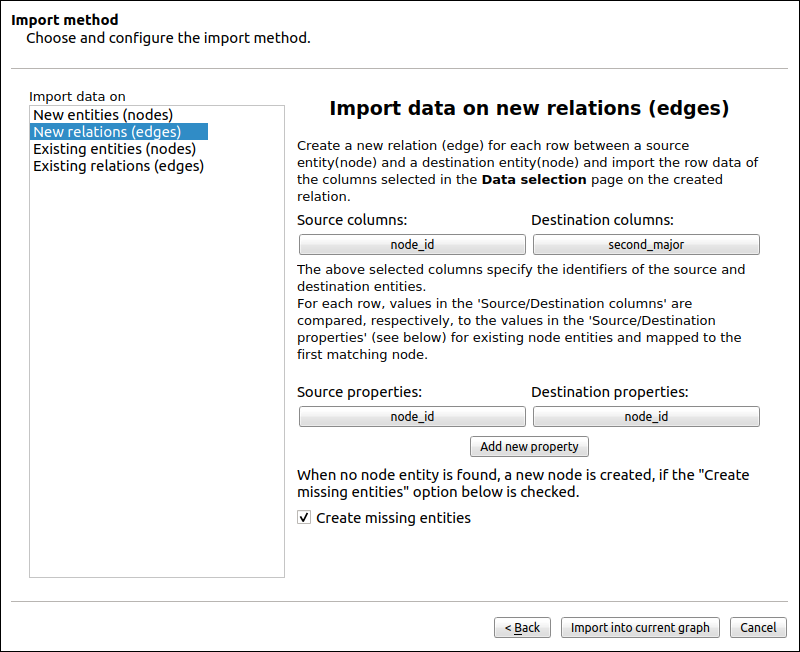 Import method
Choose and configure the import method.
Import data on
New entities (nodes)
New relations (edges)
Existing entities (nodes)
Existing relations (edges)
Import data on new relations (edges)
Create a new relation (edge) for each row between a source
entity(node) and a destination entity(node) and import the row data of
the columns selected in the Data selection page on the created
relation.
Source columns:
Destination columns:
node_id
second_major
The above selected columns specify the identifiers of the source and
destination entities.
For each row, values in the 'Source/Destination columns' are
compared, respectively, to the values in the 'Source/Destination
properties' (see below) for existing node entities and mapped to the
first matching node.
Source properties:
Destination properties:
node_id
node_id
Add new property
When no node entity is found, a new node is created, if the "Create
missing entities" option below is checked.
Create missing entities
< Back
Import into current graph
Cancel